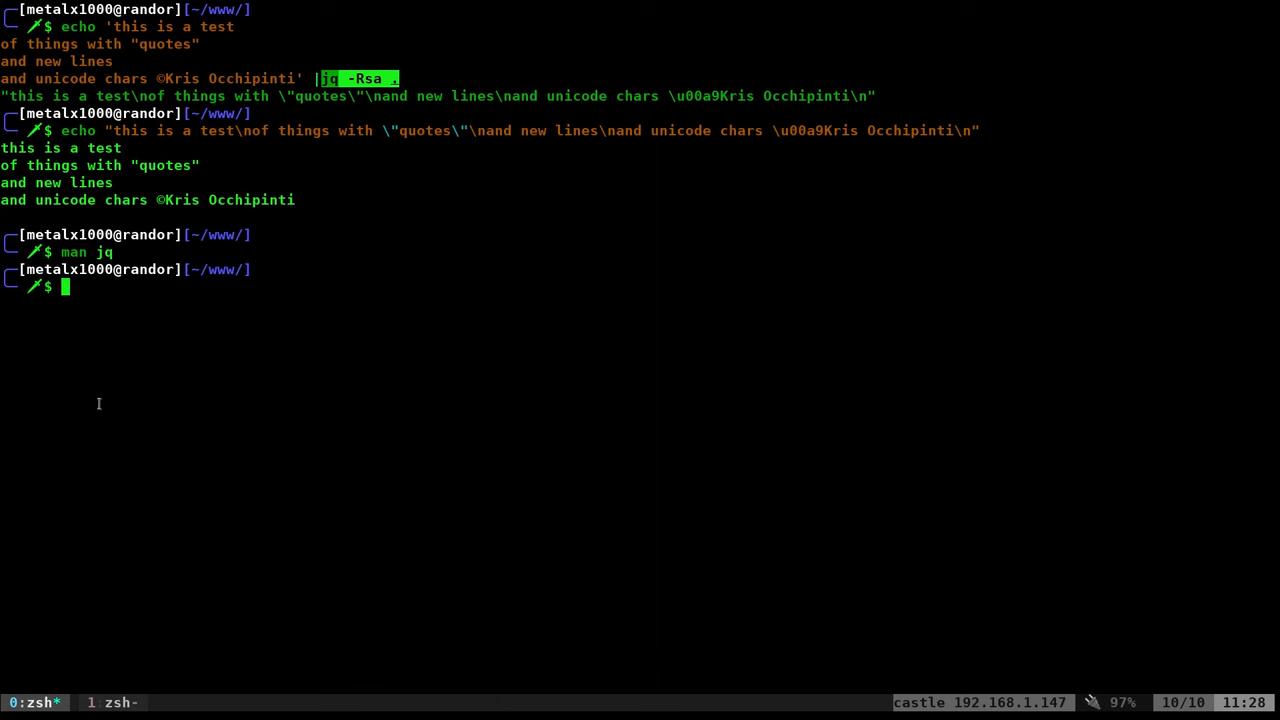 [metalx1000@randor][~/www/]
$ echo 'this is a test
of things with "quotes"
and new lines
and unicode chars ©Kris Occhipinti' |jq -Rsa .
"this is a test\nof things with \"quotes\"\nand new lines\nand unicode chars \u00a9Kris Occhipinti\n"
[metalx1000@randor][~/www/]
$ echo "this is a test\nof things with \"quotes\"\nand new lines\nand unicode chars \u00a9Kris Occhipinti\n"
this is a test
of things with "quotes"
and new lines
and unicode chars ©Kris Occhipinti
[metalx1000@randor][~/www/]
$ man jq
[metalx1000@randor][~/www/]
$
0:zsh* 1 zsh- castle 192.168.1.147 97% 10/10 11:28